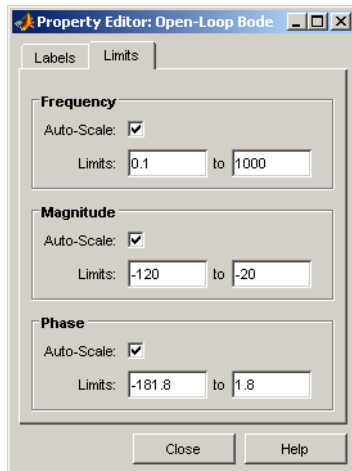 Property Editor: Open-Loop Bode
Labels Limits
Frequency
Auto-Scale:
Limits: 0.1 to 1000
Magnitude
Auto-Scale:
Limits: -120 to -20
Phase
Auto-Scale:
Limits: -181.8 to 1.8
Close Help